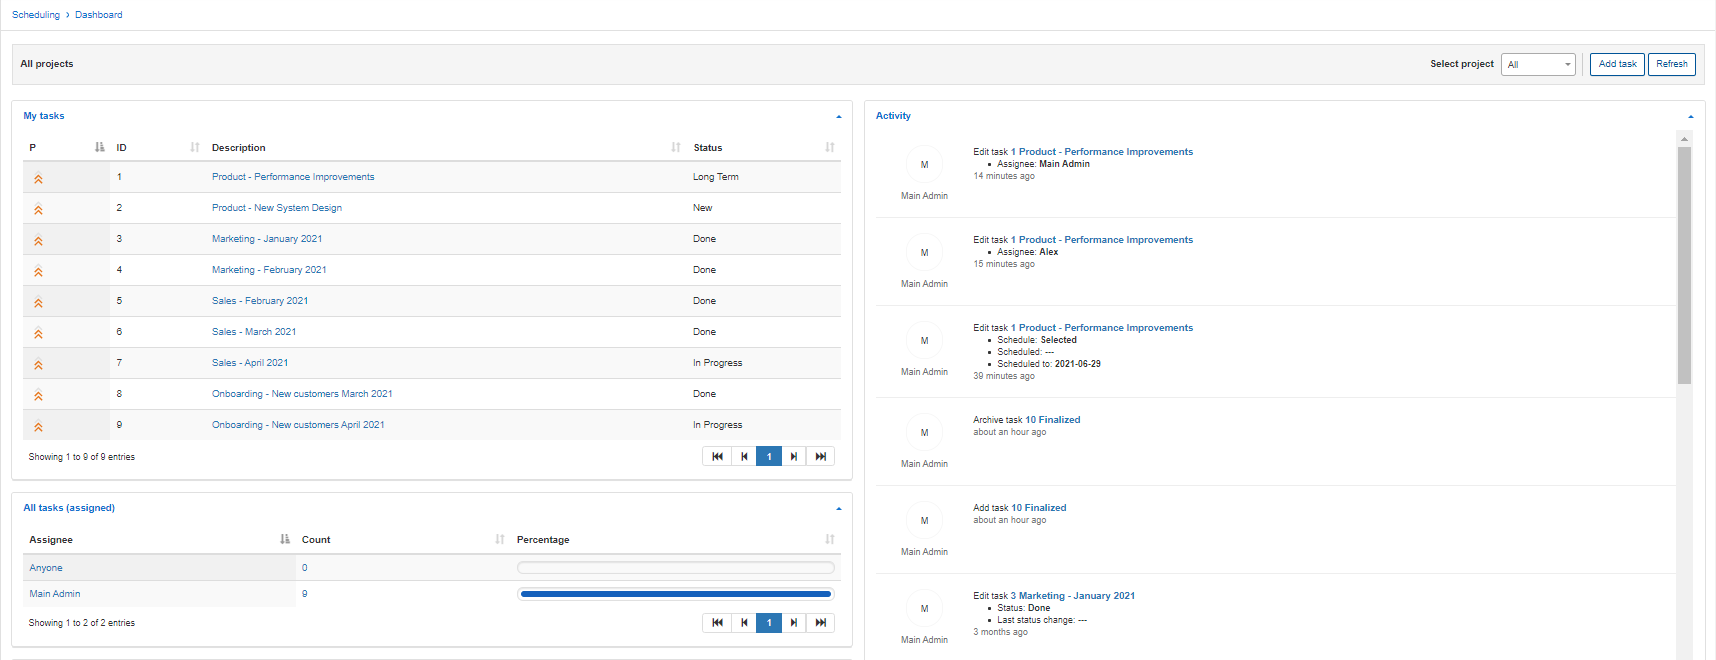 Scheduling › Dashboard
All projects
Select project All Add task Refresh
My tasks
P ID Description Status
1 Product - Performance Improvements Long Term
2 Product - New System Design New
3 Marketing - January 2021 Done
4 Marketing - February 2021 Done
5 Sales - February 2021 Done
6 Sales - March 2021 Done
7 Sales - April 2021 In Progress
8 Onboarding - New customers March 2021 Done
9 Onboarding - New customers April 2021 In Progress
Showing 1 to 9 of 9 entries
1
All tasks (assigned)
Assignee Count Percentage
Anyone 0
Main Admin 9
Showing 1 to 2 of 2 entries
1
Activity
M
Main Admin
Edit task 1 Product - Performance Improvements
Assignee: Main Admin
14 minutes ago
M
Main Admin
Edit task 1 Product - Performance Improvements
Assignee: Alex
15 minutes ago
M
Main Admin
Edit task 1 Product - Performance Improvements
Schedule: Selected
Scheduled: ---
Scheduled to: 2021-06-29
39 minutes ago
M
Main Admin
Archive task 10 Finalized
about an hour ago
M
Main Admin
Add task 10 Finalized
about an hour ago
M
Main Admin
Edit task 3 Marketing - January 2021
Status: Done
Last status change: ---
3 months ago